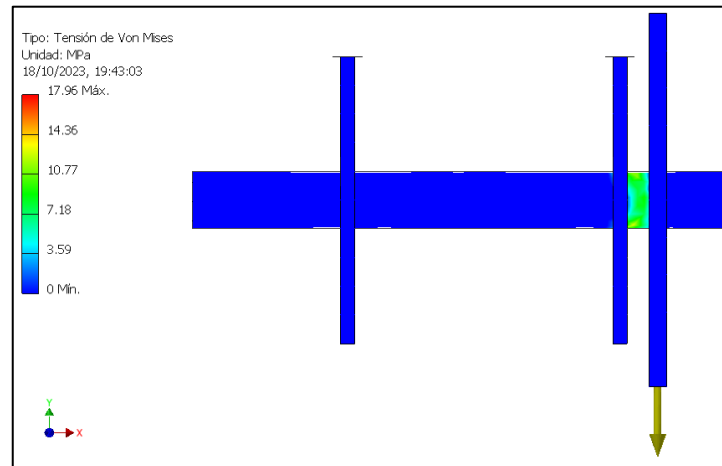 Tipo: Tensión de Von Mises
Unidad: MPa
18/10/2023, 19:43:03
17.96 Máx.
14.36
10.77
7.18
3.59
0 Mín.
Y
X